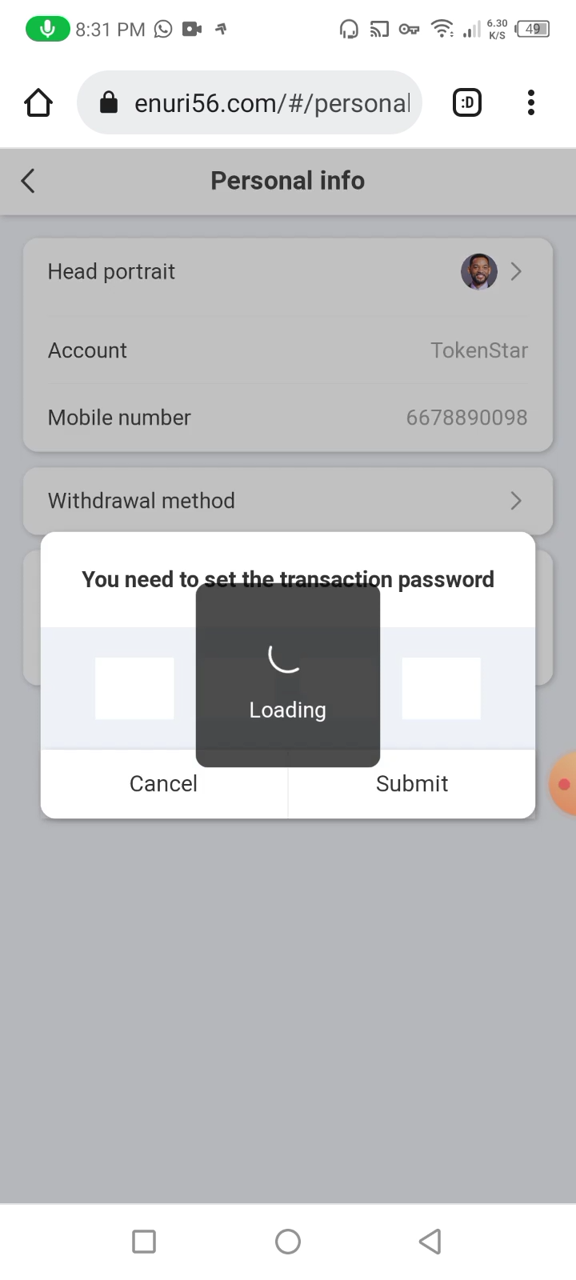 8:31 PM
6.30
K/S
49
enuri56.com/#/personal
:D
Personal info
Head portrait
Account
TokenStar
Mobile number
6678890098
Withdrawal method
You need to set the transaction password
Loading
Cancel
Submit